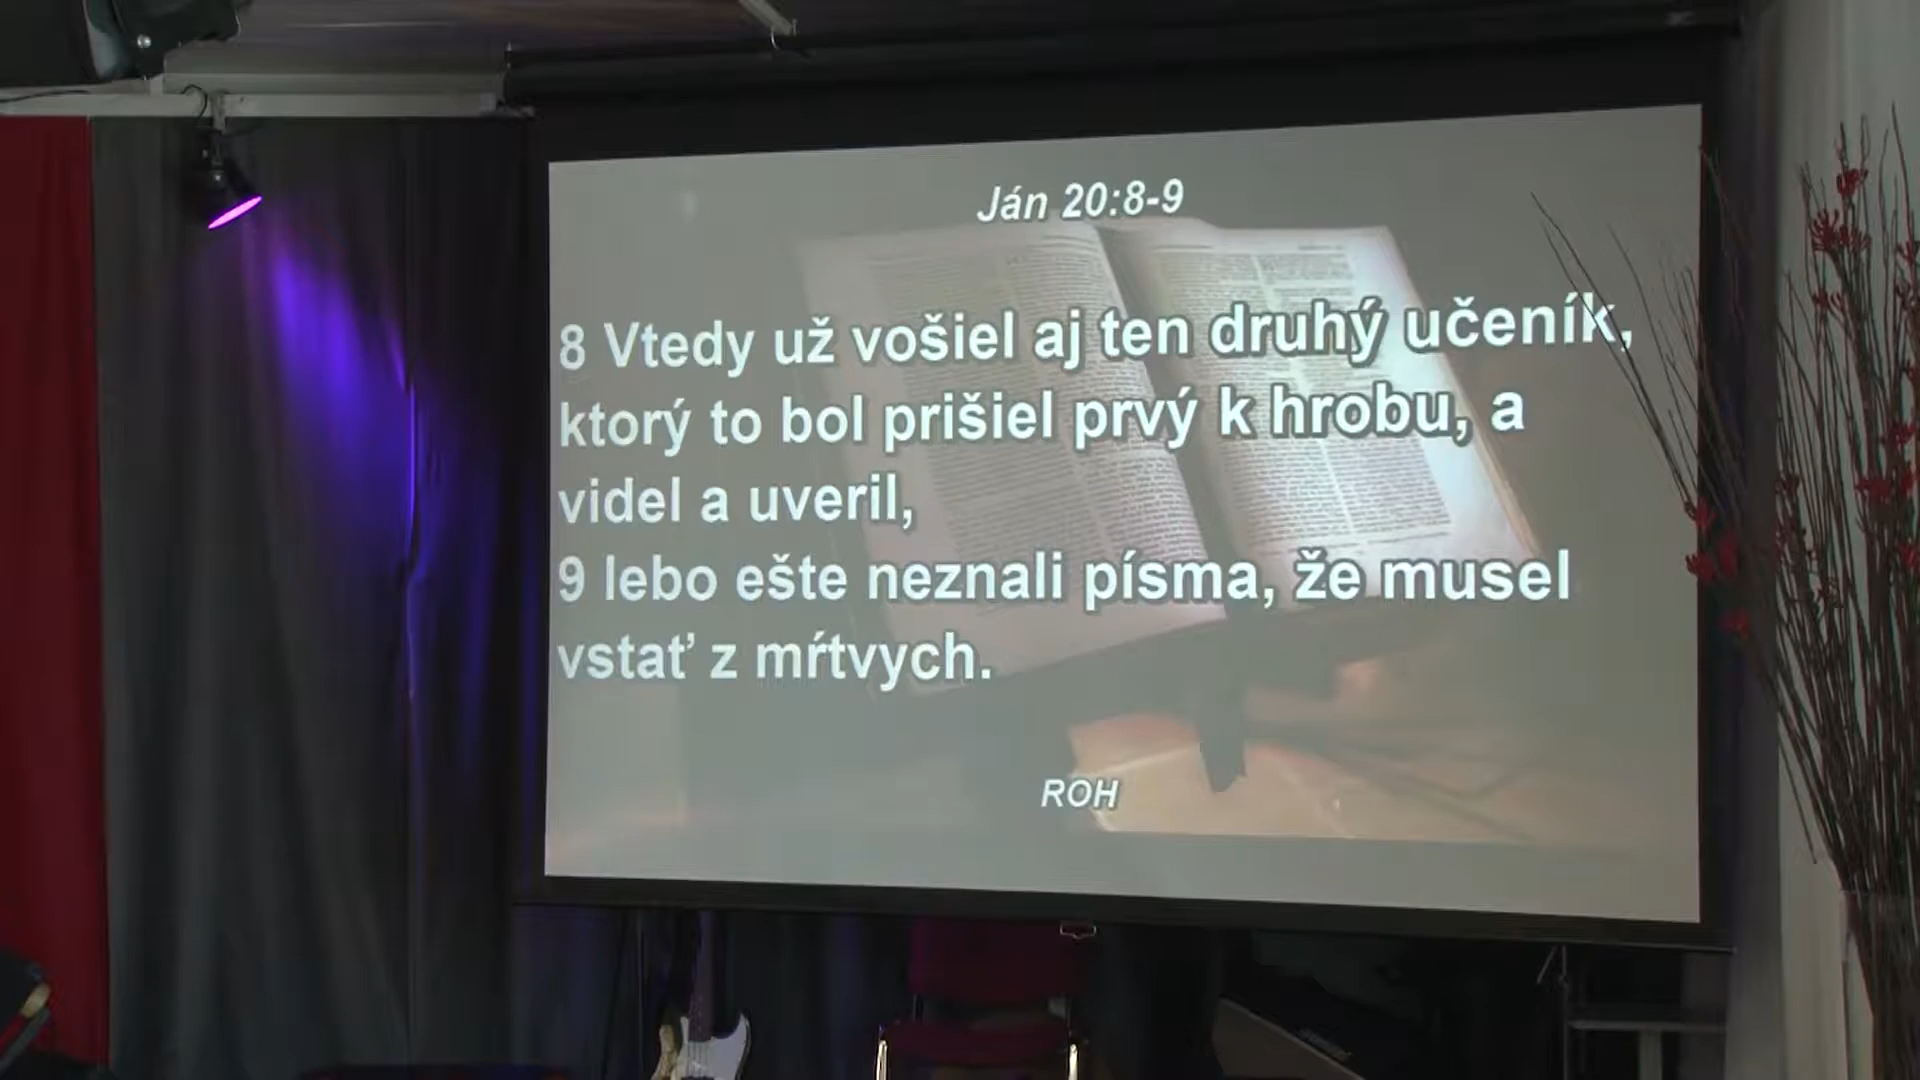 Ján 20:8-9
8 Vtedy už vošiel aj ten druhý učeník,
ktorý to bol prišiel prvý k hrobu, a
videl a uveril,
9 lebo ešte neznali písma, že musel
vstať z mŕtvych.
ROH